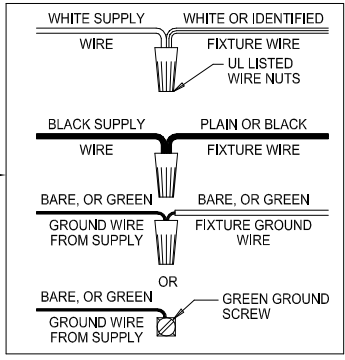 WHITE SUPPLY WHITE OR IDENTIFIED
WIRE FIXTURE WIRE
UL LISTED
WIRE NUTS
BLACK SUPPLY PLAIN OR BLACK
WIRE FIXTURE WIRE
BARE, OR GREEN BARE, OR GREEN
GROUND WIRE FIXTURE GROUND
FROM SUPPLY WIRE
OR
BARE, OR GREEN GREEN GROUND
SCREW
GROUND WIRE
FROM SUPPLY